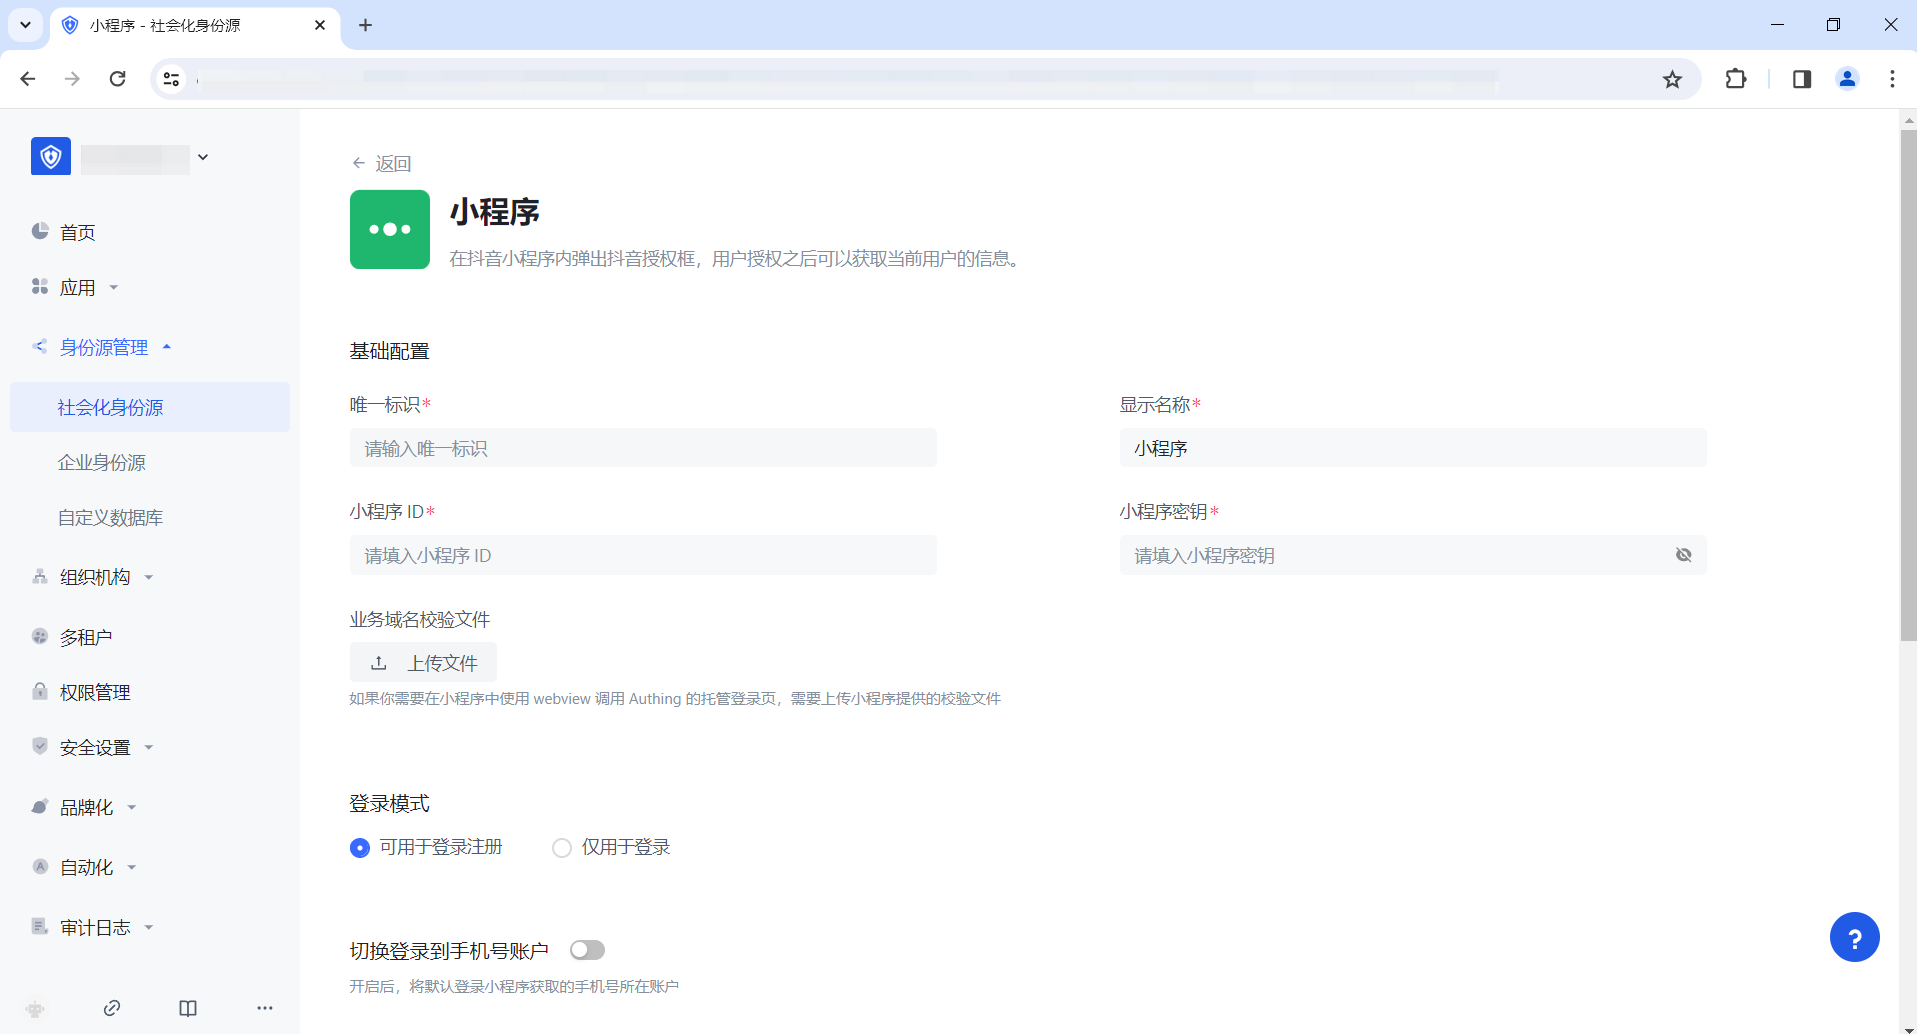 小程序 - 社会化身份源
首页
应用
身份源管理
社会化身份源
企业身份源
自定义数据库
组织机构
多租户
权限管理
安全设置
品牌化
自动化
审计日志
返回
小程序
在抖音小程序内弹出抖音授权框，用户授权之后可以获取当前用户的信息。
基础配置
唯一标识*
显示名称*
请输入唯一标识
小程序
小程序 ID*
小程序密钥*
请填入小程序 ID
请填入小程序密钥
业务域名校验文件
上传文件
如果你需要在小程序中使用 webview 调用 Authing 的托管登录页，需要上传小程序提供的校验文件
登录模式
可用于登录注册
仅用于登录
切换登录到手机号账户
开启后，将默认登录小程序获取的手机号所在账户
?